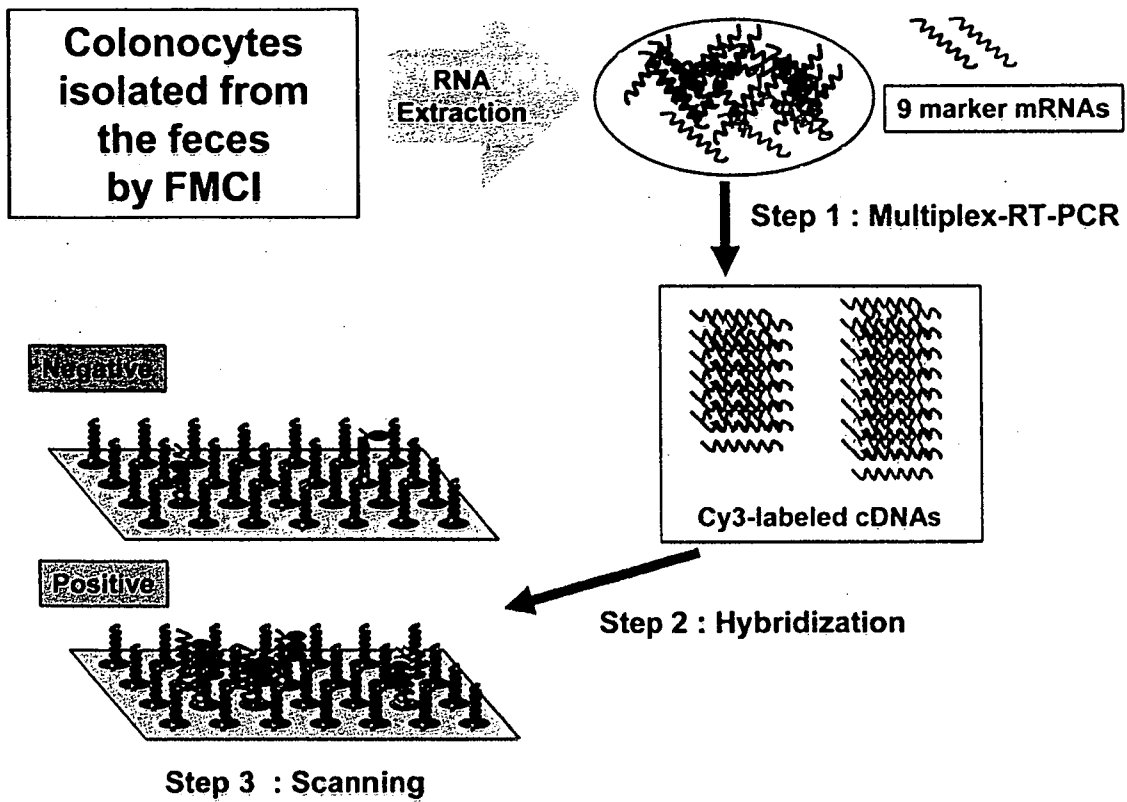 Colonocytes
isolated from
the feces
by FMCI
RNA
Extraction
9 marker mRNAs
Step 1 : Multiplex-RT-PCR
Cy3-labeled cDNAs
Negative
Positive
Step 2 : Hybridization
Step 3 : Scanning